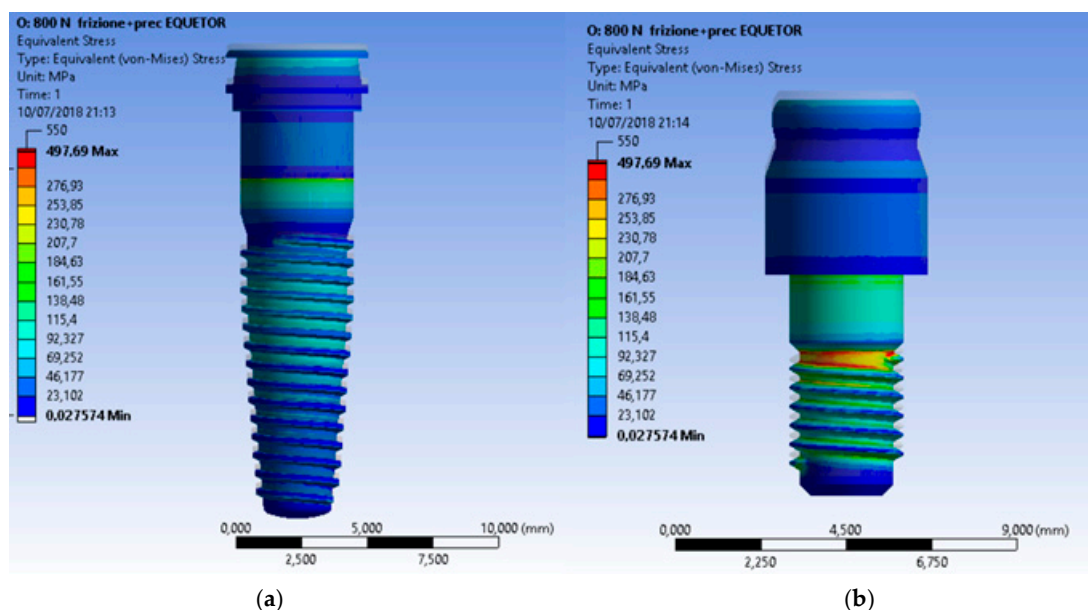 O: 800 N frizione+prec EQUETOR
Equivalent Stress
Type: Equivalent (von-Mises) Stress
Unit: MPa
Time: 1
10/07/2018 21:13
550
497,69 Max
276,93
253,85
230,78
207,7
184,63
161,55
138,48
115,4
92,327
69,252
46,177
23,102
0,027574 Min
0,000 5,000 10,000 (mm)
2,500 7,500
(a)
O: 800 N frizione+prec EQUETOR
Equivalent Stress
Type: Equivalent (von-Mises) Stress
Unit: MPa
Time: 1
10/07/2018 21:14
550
497,69 Max
276,93
253,85
230,78
207,7
184,63
161,55
138,48
115,4
92,327
69,252
46,177
23,102
0,027574 Min
0,000 4,500 9,000 (mm)
2,250 6,750
(b)